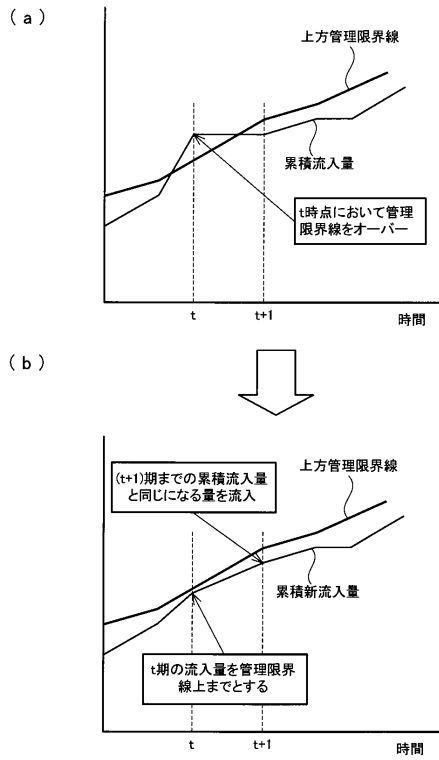 (a)
上方管理限界線
累積流入量
t時点において管理
限界線をオーバー
t
t+1
時間
(b)
上方管理限界線
(t+1)期までの累積流入量
と同じになる量を流入
累積新流入量
t期の流入量を管理限界
線上までとする
t
t+1
時間